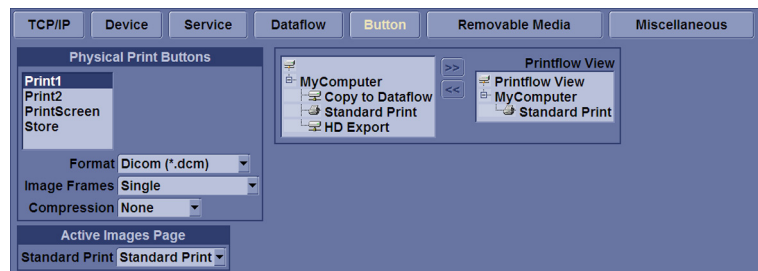 TCP/IP Device Service Dataflow Button Removable Media Miscellaneous
Physical Print Buttons
Print1
Print2
PrintScreen
Store
Format Dicom (*.dcm)
Image Frames Single
Compression None
Active Images Page
Standard Print Standard Print
MyComputer
Copy to Dataflow
Standard Print
HD Export
>>
<<
Printflow View
Printflow View
MyComputer
Standard Print